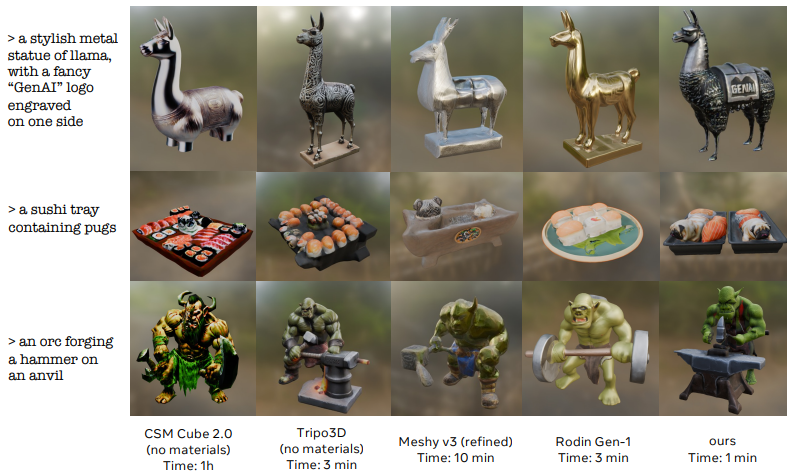 > a stylish metal
statue of llama,
with a fancy
“GenAI” logo
engraved
on one side
GENAI
> a sushi tray
containing pugs
> an orc forging
a hammer on
an anvil
CSM Cube 2.0
(no materials)
Time: 1h
Tripo3D
(no materials)
Time: 3 min
Meshy v3 (refined)
Time: 10 min
Rodin Gen-1
Time: 3 min
ours
Time: 1 min